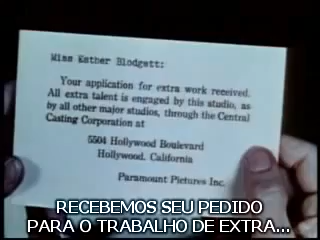 Miss Esther Blodgett:
Your application for extra work received.
All extra talent is engaged by this studio, as
by all other major studios, through the Central
Casting Corporation at
5504 Hollywood Boulevard
Hollywood, California
Paramount Pictures Inc.
RECEBEMOS SEU PEDIDO
PARA O TRABALHO DE EXTRA...